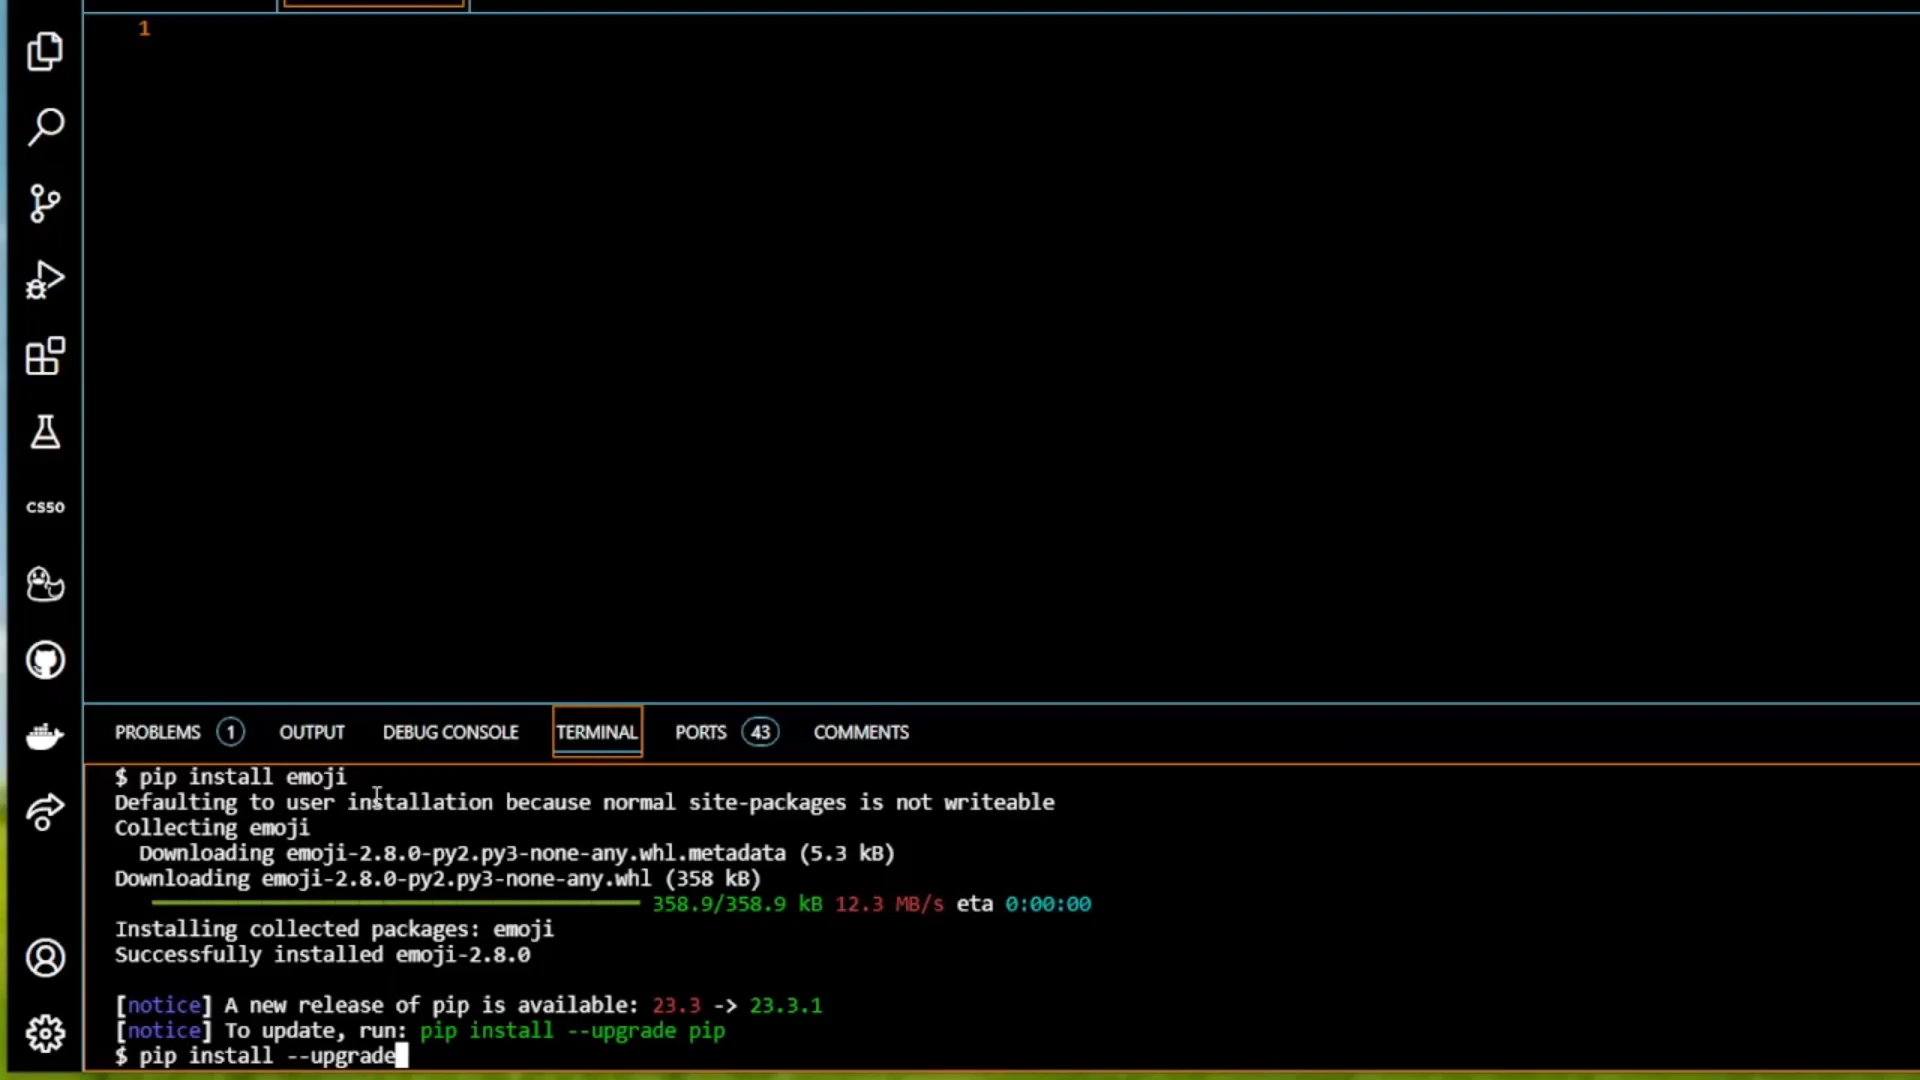 1
CS50
PROBLEMS 1 OUTPUT DEBUG CONSOLE TERMINAL PORTS 43 COMMENTS
$ pip install emoji
Defaulting to user installation because normal site-packages is not writeable
Collecting emoji
  Downloading emoji-2.8.0-py2.py3-none-any.whl.metadata (5.3 kB)
Downloading emoji-2.8.0-py2.py3-none-any.whl (358 kB)
358.9/358.9 kB 12.3 MB/s eta 0:00:00
Installing collected packages: emoji
Successfully installed emoji-2.8.0
[notice] A new release of pip is available: 23.3 -> 23.3.1
[notice] To update, run: pip install --upgrade pip
$ pip install --upgrade